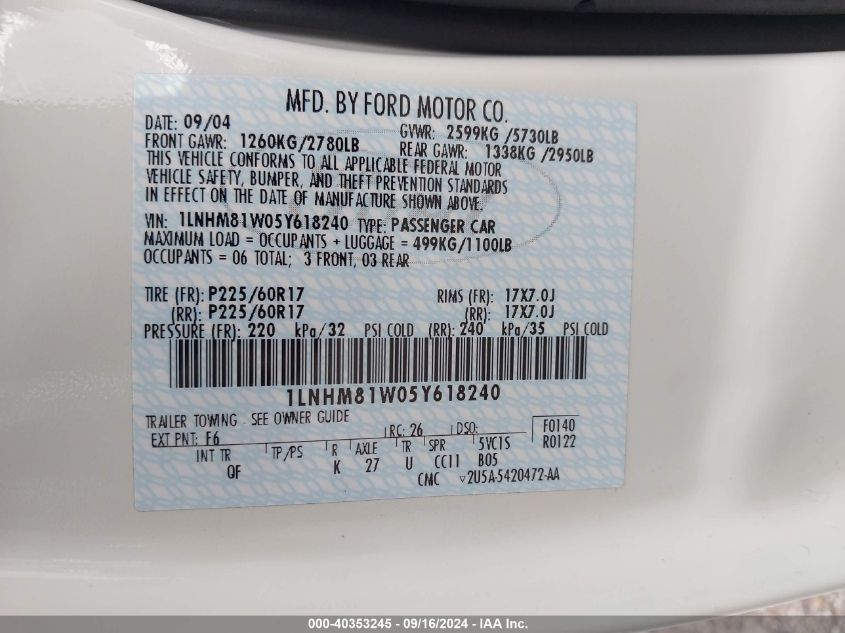 MFD. BY FORD MOTOR CO.
DATE: 09/04 GVWR: 2599KG /5730LB
FRONT GAWR: 1260KG/2780LB REAR GAWR: 1338KG /2950LB
THIS VEHICLE CONFORMS TO ALL APPLICABLE FEDERAL MOTOR
VEHICLE SAFETY, BUMPER, AND THEFT PREVENTION STANDARDS
IN EFFECT ON THE DATE OF MANUFACTURE SHOWN ABOVE.
VIN: 1LNHM81W05Y618240 TYPE: PASSENGER CAR
MAXIMUM LOAD = OCCUPANTS + LUGGAGE = 499KG/1100LB
OCCUPANTS = 06 TOTAL; 3 FRONT, 03 REAR
TIRE (FR): P225/60R17 RIMS (FR): 17X7.0J
(RR): P225/60R17 (RR): 17X7.0J
PRESSURE (FR): 220 kPa/32 PSI COLD (RR): 240 kPa/35 PSI COLD
1LNHM81W05Y618240
TRAILER TOWING - SEE OWNER GUIDE
EXT PNT: F6 RC: 26 DSO: F0140
INT TR TP/PS R AXLE TR SPR 5YC1S R0122
QF K 27 U CC11 B05
CMC ▿2U5A-5420472-AA
000-40353245 - 09/16/2024 - IAA Inc.